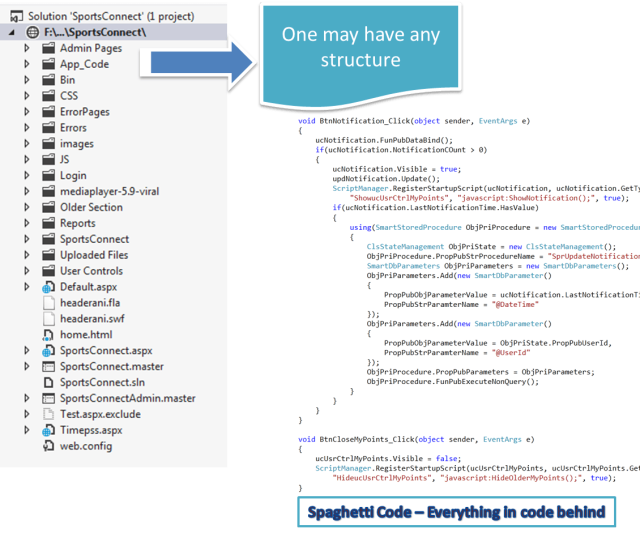 Solution 'SportsConnect' (1 project)
F:\...\SportsConnect\
Admin Pages
App_Code
Bin
CSS
ErrorPages
Errors
images
JS
Login
mediaplayer-5.9-viral
Older Section
Reports
SportsConnect
Uploaded Files
User Controls
Default.aspx
headerani.fla
headerani.swf
home.html
SportsConnect.aspx
SportsConnect.master
SportsConnect.sln
SportsConnectAdmin.master
Test.aspx.exclude
Timepss.aspx
web.config
One may have any
structure
void BtnNotification_Click(object sender, EventArgs e)
{
ucNotification.FunPubDataBind();
if(ucNotification.NotificationCOunt > 0)
{
ucNotification.Visible = true;
updNotification.Update();
ScriptManager.RegisterStartupScript(ucNotification, ucNotification.GetTy
"ShowucUsrCtrlMyPoints", "javascript:ShowNotification();", true);
if(ucNotification.LastNotificationTime.HasValue)
{
using(SmartStoredProcedure ObjPriProcedure = new SmartStoredProcedure
{
ClsStateManagement ObjPriState = new ClsStateManagement();
ObjPriProcedure.PropPubStrProcedureName = "SprUpdateNotification
SmartDbParameters ObjPriParameters = new SmartDbParameters();
ObjPriParameters.Add(new SmartDbParameter()
{
PropPubObjParameterValue = ucNotification.LastNotificationTi
PropPubStrParamterName = "@DateTime"
});
ObjPriParameters.Add(new SmartDbParameter()
{
PropPubObjParameterValue = ObjPriState.PropPubUserId,
PropPubStrParamterName = "@UserId"
});
ObjPriProcedure.PropPubParameters = ObjPriParameters;
ObjPriProcedure.FunPubExecuteNonQuery();
}
}
}
}
void BtnCloseMyPoints_Click(object sender, EventArgs e)
{
ucUsrCtrlMyPoints.Visible = false;
ScriptManager.RegisterStartupScript(ucUsrCtrlMyPoints, ucUsrCtrlMyPoints.Get
"HideucUsrCtrlMyPoints", "javascript:HideOlderMyPoints();", true);
}
Spaghetti Code – Everything in code behind